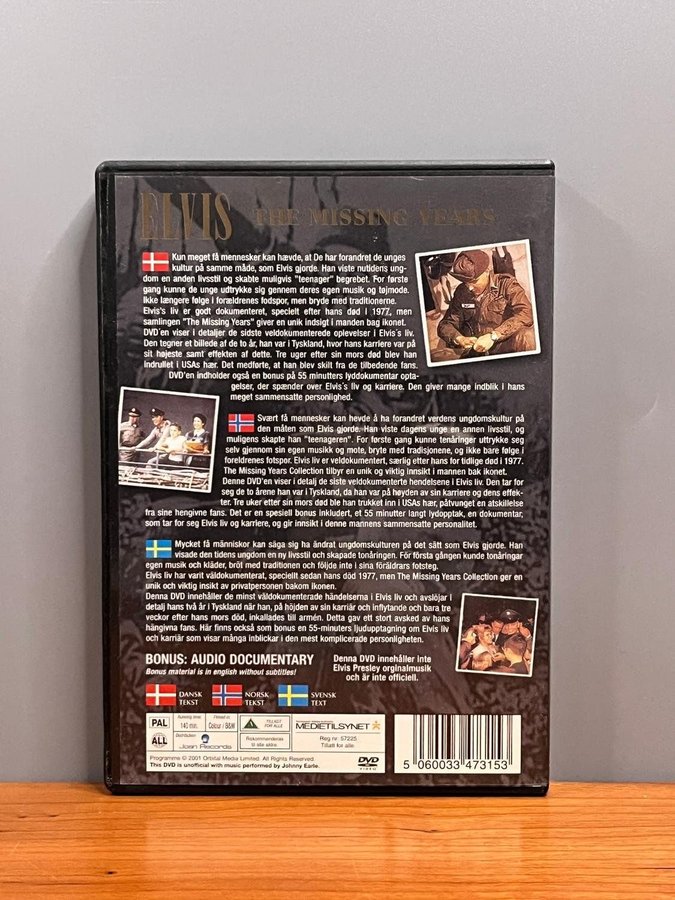 ELVIS THE MISSING YEARS
Kun meget få mennesker kan hævde, at De har forandret de unges
kultur på samme måde, som Elvis gjorde. Han viste nutidens ung-
dom en anden livsstil og skabte muligvis "teenager" begrebet. For første
gang kunne de unge udtrykke sig gennem deres egen musik og tøjmode.
Ikke længere følge i forældrenes fodspor, men bryde med traditionerne.
Elvis's liv er godt dokumenteret, specielt efter hans død i 1977, men
samlingen "The Missing Years" giver en unik indsigt i manden bag ikonet.
DVD'en viser i detaljer de sidste veldokumenterede oplevelser i Elvis's liv.
Den tegner et billede af de to år, han var i Tyskland, hvor hans karriere var på
sit højeste samt effekten af dette. Tre uger efter sin mors død blev han
indrullet i USAs hær. Det medførte, at han blev skilt fra de tilbedende fans.
DVD'en indholder også en bonus på 55 minutters lyddokumentar opta-
gelser, der spænder over Elvis's liv og karriere. Den giver mange indblik i hans
meget sammensatte personlighed.
Svært få mennesker kan hevde å ha forandret verdens ungdomskultur på
den måten som Elvis gjorde. Han viste dagens unge en annen livsstil, og
muligens skapte han "teenageren". For første gang kunne tenåringer uttrykke seg
selv gjennom sin egen musikk og mote, bryte med tradisjonene, og ikke bare følge i
foreldrenes fotspor. Elvis liv er veldokumentert, særlig etter hans for tidlige død i 1977.
The Missing Years Collection tilbyr en unik og viktig innsikt i mannen bak ikonet.
Denne DVD'en viser i detalj de siste veldokumenterte hendelsene i Elvis liv. Den tar for
seg de to årene han var i Tyskland, da han var på høyden av sin karriere og dens effek-
ter. Tre uker etter sin mors død ble han trukket inn i USAs hær, påtvunget en atskillelse
fra sine hengivne fans. Det er en spesiell bonus inkludert, et 55 minutter langt lydopptak, en dokumentar,
som tar for seg Elvis liv og karriere, og gir innsikt i denne mannens sammensatte personalitet.
Mycket få människor kan säga sig ha ändrat ungdomskulturen på det sätt som Elvis gjorde. Han
visade den tidens ungdom en ny livsstil och skapade tonåringen. För första gången kunde tonåringar
egen musik och kläder, bröt med traditionen och följde inte i sina föräldrars fotsteg.
Elvis liv har varit väldokumenterat, speciellt sedan hans död 1977, men The Missing Years Collection ger en
unik och viktig insikt av privatpersonen bakom Ikonen.
Denna DVD innehåller de minst väldokumenterade händelserna i Elvis liv och avslöjar i
detalj hans två år i Tyskland när han, på höjden av sin karriär och inflytande och bara tre
veckor efter hans mors död, inkallades till armén. Detta gav ett stort avsked av hans
hängivna fans. Här finns också som bonus en 55-minuters ljudupptagning om Elvis liv
och karriär som visar många inblickar i den mest komplicerade personligheten.
BONUS: AUDIO DOCUMENTARY
Bonus material is in english without subtitles!
Denna DVD innehåller inte
Elvis Presley orginalmusik
och är inte officiell.
DANSK
TEKST
NORSK
TEKST
SVENSK
TEXT
PAL
Running time:
140 min.
Colour / B&W
TILLADT
FOR ALLE
MEDIETILSYNET
Reg nr. 57225
Tillatt for alle
ALL
Distribution:
Josn Records
Rekommenderas
til alle aldre.
DVD
VIDEO
Programme © 2001 Orbital Media Limited. All Rights Reserved.
This DVD is unofficial with music performed by Johnny Earle.
5 060033 473153